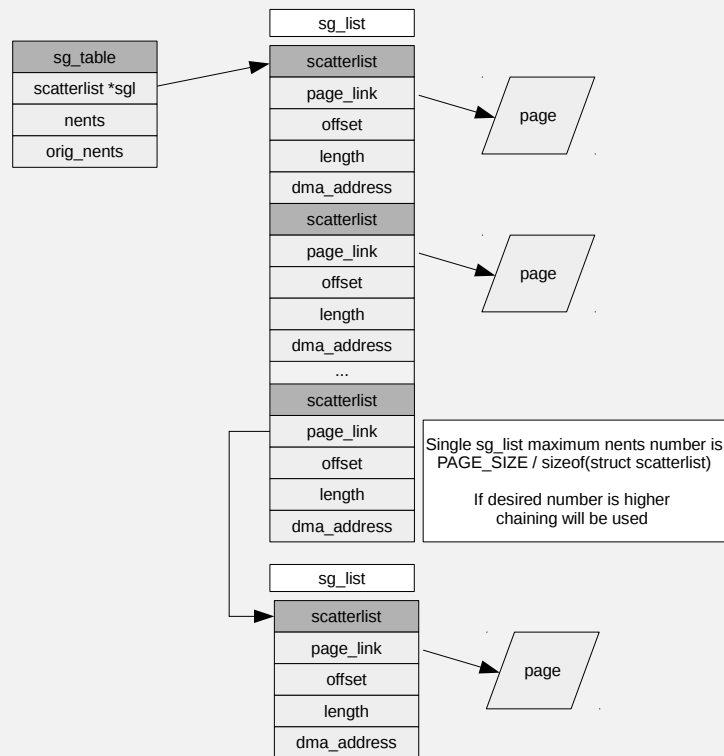 sg_list
sg_table
scatterlist *sgl
nents
orig_nents
scatterlist
page_link
offset
length
dma_address
page
scatterlist
page_link
offset
length
dma_address
page
...
scatterlist
page_link
offset
length
dma_address
Single sg_list maximum nents number is
PAGE_SIZE / sizeof(struct scatterlist)
If desired number is higher
chaining will be used
sg_list
scatterlist
page_link
offset
length
dma_address
page